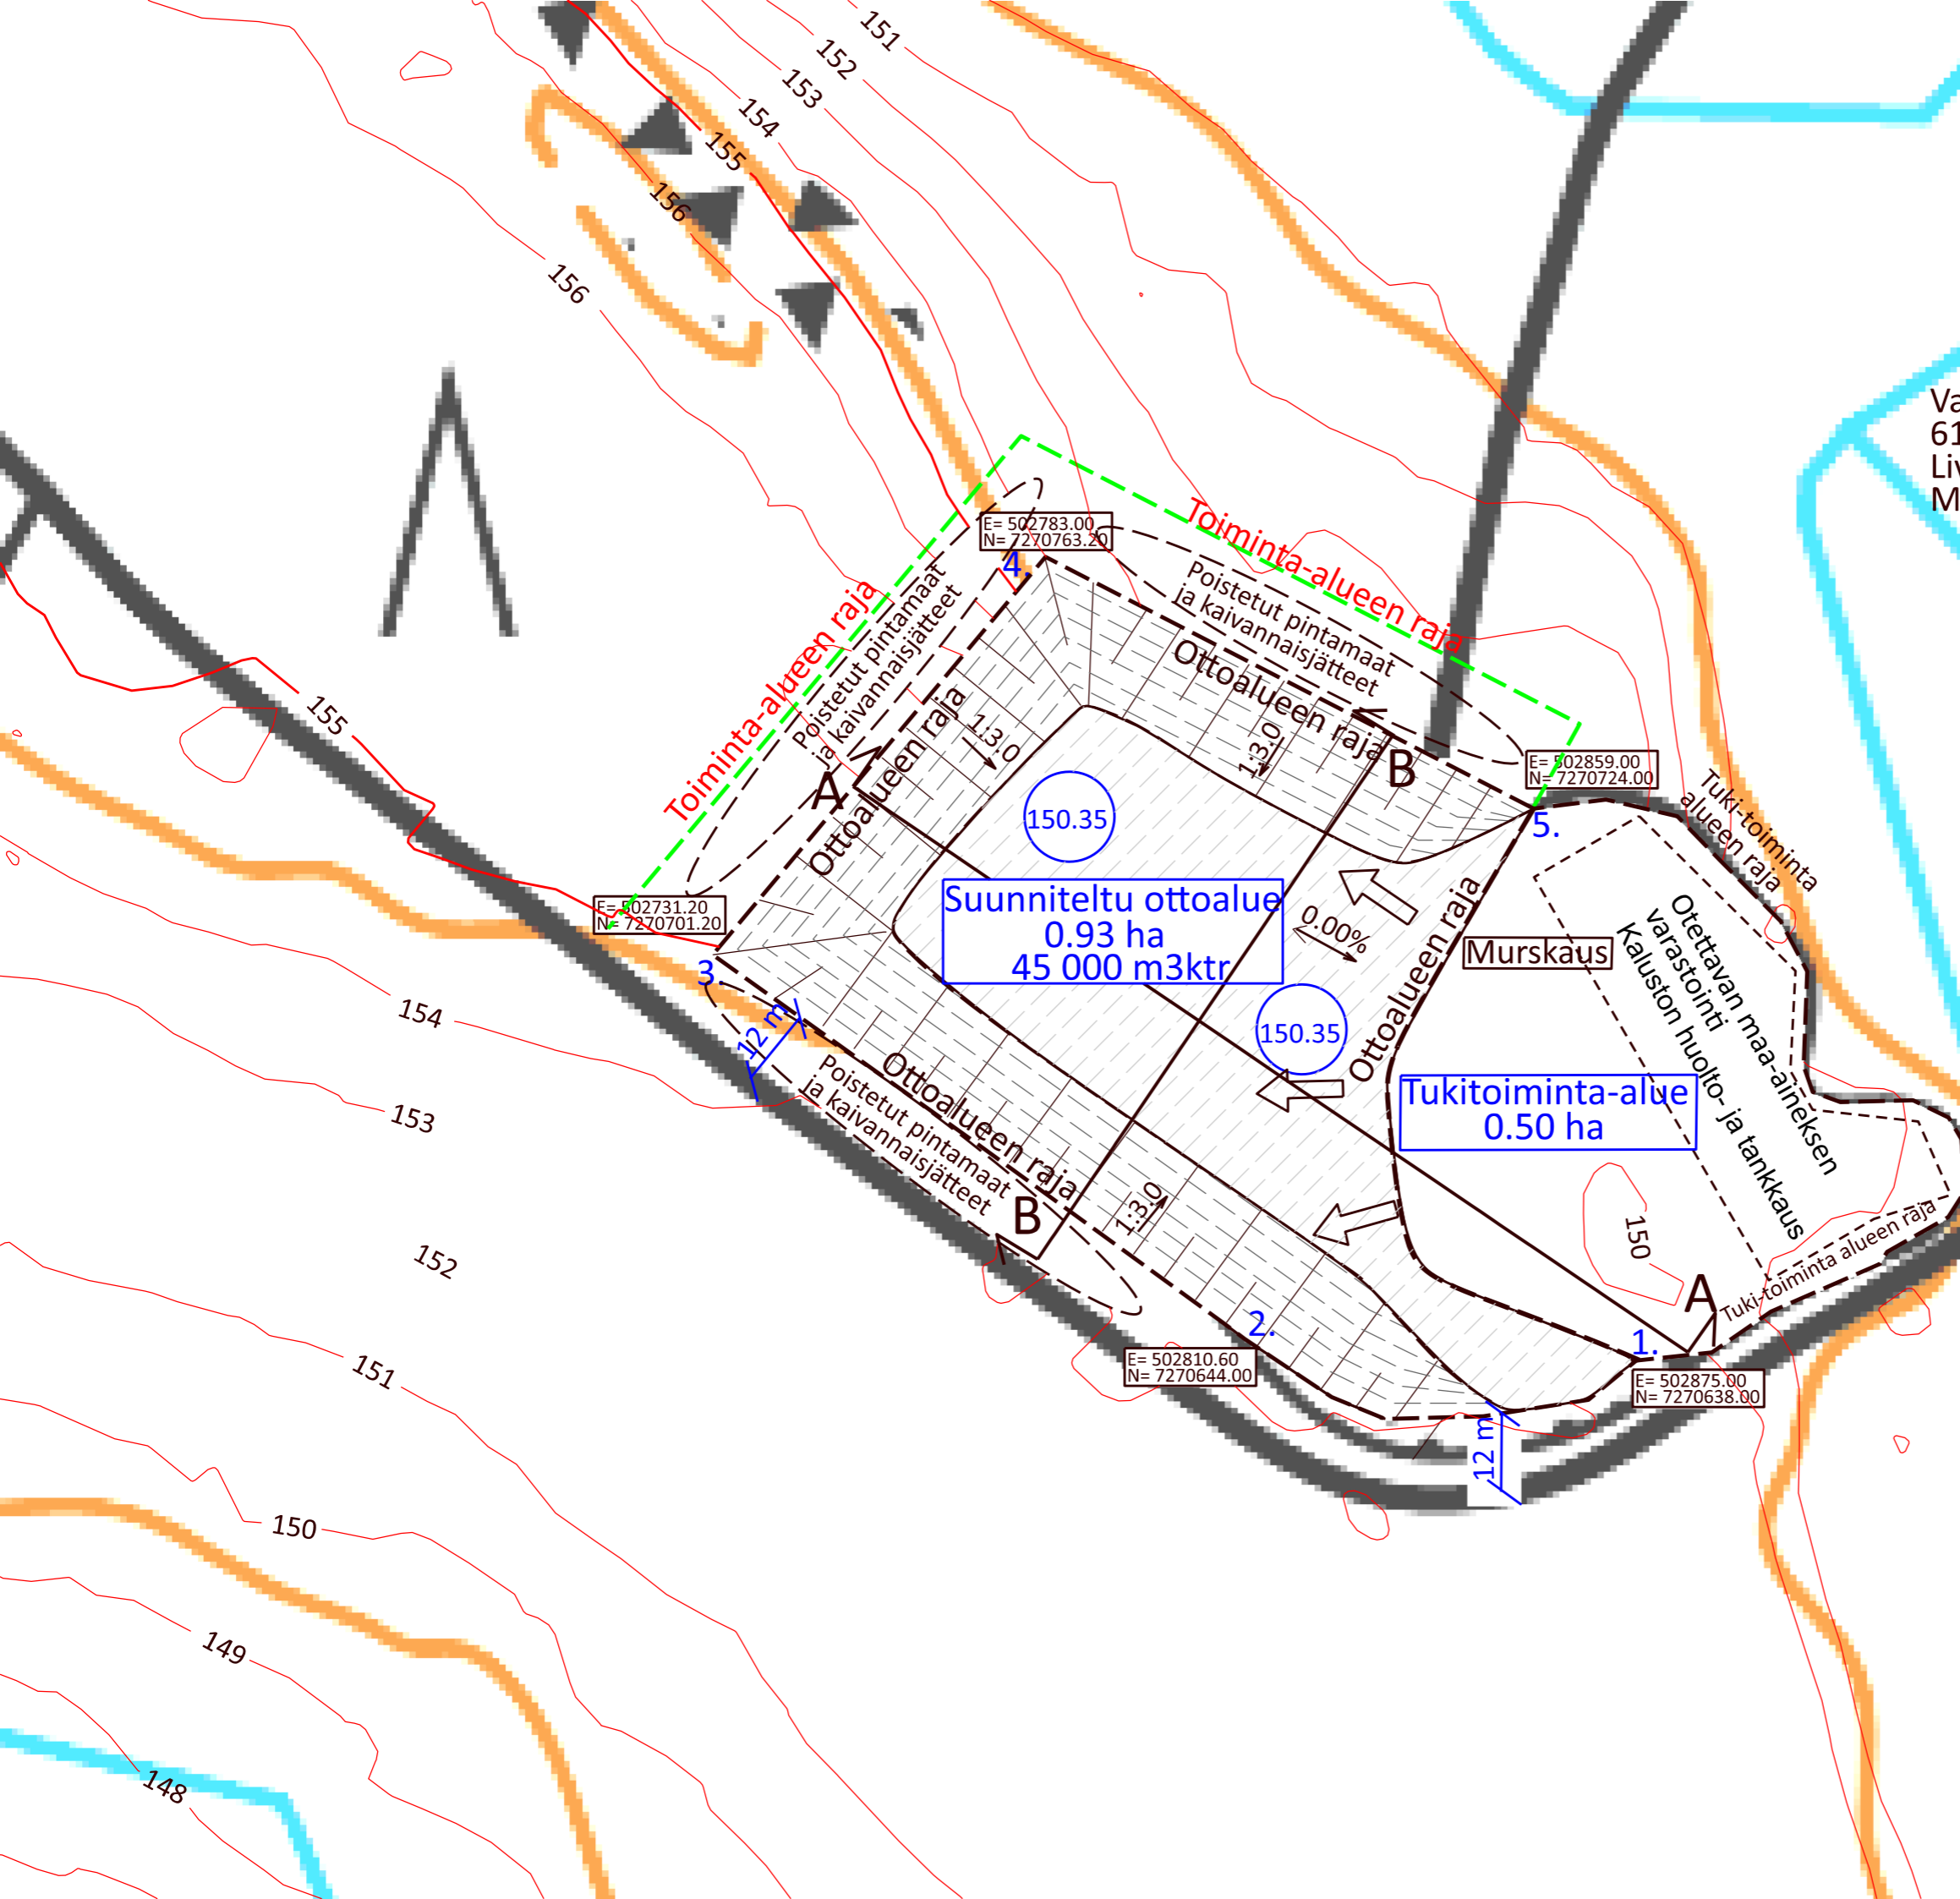 151
152
153
154
155
156
156
Va
61
Liv
M
E= 502783.00
N= 7270763.20
4.
Toiminta-alueen raja
Poistetut pintamaat
ja kaivannaisjätteet
Ottoalueen raja
Toiminta-alueen raja
Poistetut pintamaat
ja kaivannaisjätteet
Ottoalueen raja
1:3.0
1:3.0
155
A
B
150.35
E= 502859.00
N= 7270724.00
5.
Tuki-toiminta
alueen raja
E= 502731.20
N= 7270701.20
3.
Suunniteltu ottoalue
0.93 ha
45 000 m3ktr
0.00%
Ottoalueen raja
Murskaus
Otettavan maa-aineksen
varastointi
Kaluston huolto- ja tankkaus
154
12 m
150.35
153
Poistetut pintamaat
ja kaivannaisjätteet
Ottoalueen raja
Tukitoiminta-alue
0.50 ha
B
1:3.0
150
152
Tuki-toiminta alueen raja
A
2.
1.
E= 502810.60
N= 7270644.00
E= 502875.00
N= 7270638.00
151
12 m
150
149
148